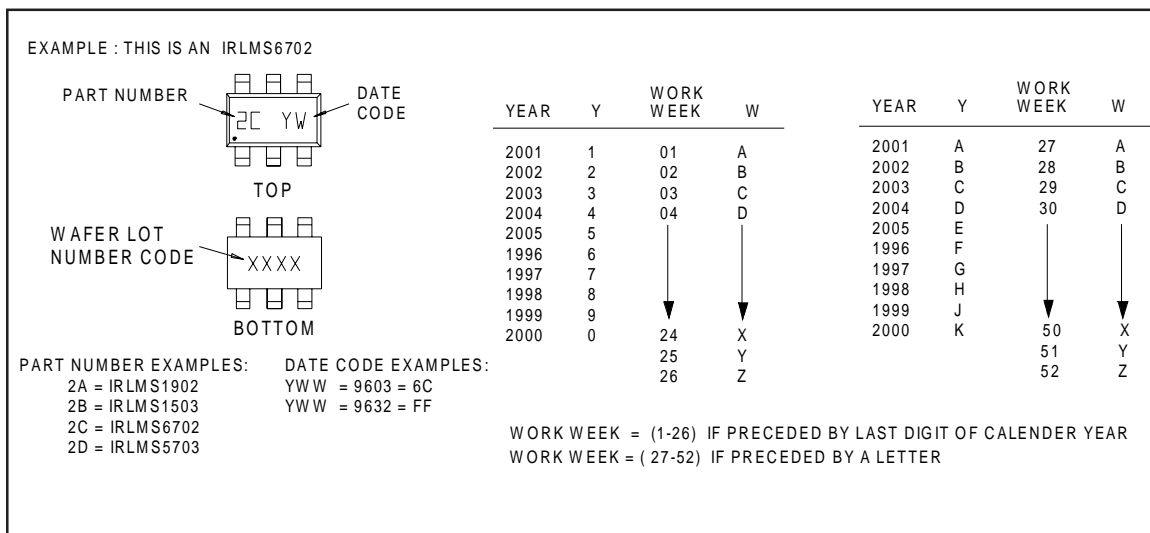 EXAMPLE : THIS IS AN IRLMS6702
PART NUMBER
DATE
CODE
2C YW
TOP
WAFER LOT
NUMBER CODE
XXXX
BOTTOM
PART NUMBER EXAMPLES:
2A = IRLMS1902
2B = IRLMS1503
2C = IRLMS6702
2D = IRLMS5703
DATE CODE EXAMPLES:
YWW = 9603 = 6C
YWW = 9632 = FF
YEAR Y WORK WEEK W
2001 1 01 A
2002 2 02 B
2003 3 03 C
2004 4 04 D
2005 5
1996 6
1997 7
1998 8
1999 9
2000 0 24 X
25 Y
26 Z
YEAR Y WORK WEEK W
2001 A 27 A
2002 B 28 B
2003 C 29 C
2004 D 30 D
2005 E
1996 F
1997 G
1998 H
1999 J
2000 K 50 X
51 Y
52 Z
WORK WEEK = (1-26) IF PRECEDED BY LAST DIGIT OF CALENDER YEAR
WORK WEEK = (27-52) IF PRECEDED BY A LETTER